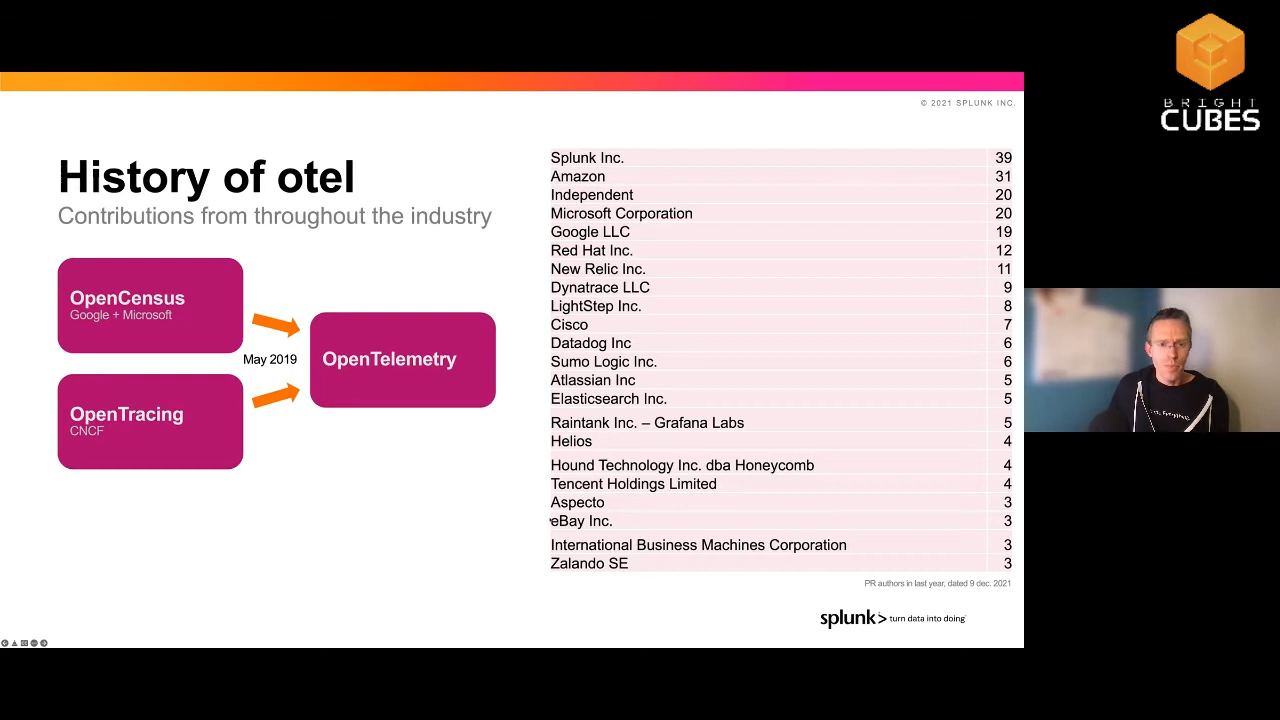 BRIGHT
CUBES
© 2021 SPLUNK INC.
History of otel
Contributions from throughout the industry
OpenCensus
Google + Microsoft
May 2019
OpenTracing
CNCF
OpenTelemetry
Splunk Inc. 39
Amazon 31
Independent 20
Microsoft Corporation 20
Google LLC 19
Red Hat Inc. 12
New Relic Inc. 11
Dynatrace LLC 9
LightStep Inc. 8
Cisco 7
Datadog Inc 6
Sumo Logic Inc. 6
Atlassian Inc 5
Elasticsearch Inc. 5
Raintank Inc. – Grafana Labs 5
Helios 4
Hound Technology Inc. dba Honeycomb 4
Tencent Holdings Limited 4
Aspecto 3
eBay Inc. 3
International Business Machines Corporation 3
Zalando SE 3
PR authors in last year, dated 9 dec. 2021
splunk> turn data into doing